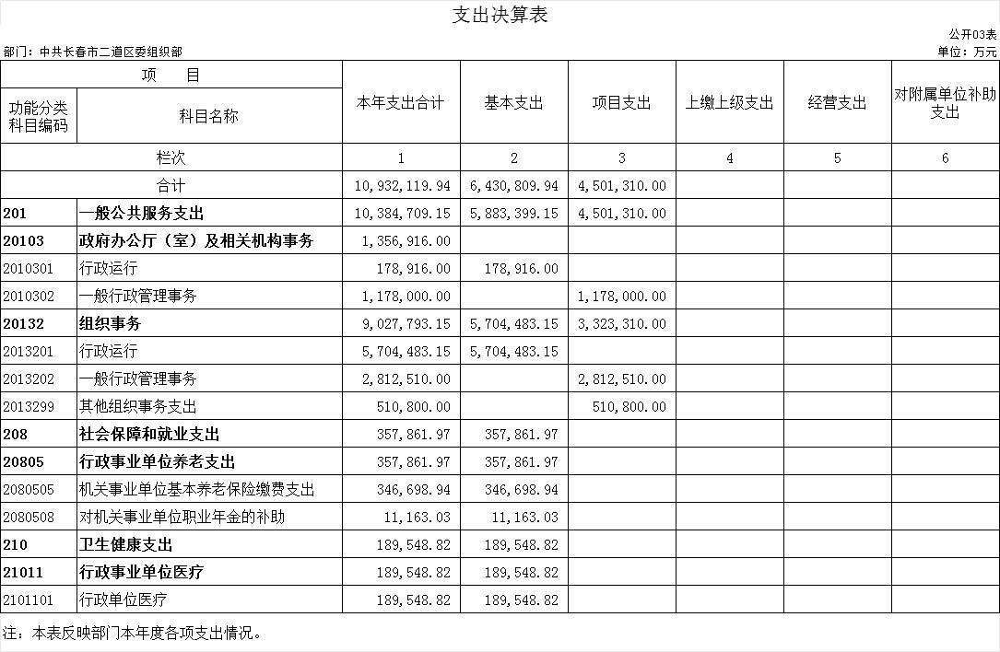 支出决算表
公开03表
部门：中共长春市二道区委组织部 单位：万元
项 目 本年支出合计 基本支出 项目支出 上缴上级支出 经营支出 对附属单位补助支出
功能分类科目编码 科目名称
栏次 1 2 3 4 5 6
合计 10,932,119.94 6,430,809.94 4,501,310.00
201 一般公共服务支出 10,384,709.15 5,883,399.15 4,501,310.00
20103 政府办公厅（室）及相关机构事务 1,356,916.00
2010301 行政运行 178,916.00 178,916.00
2010302 一般行政管理事务 1,178,000.00 1,178,000.00
20132 组织事务 9,027,793.15 5,704,483.15 3,323,310.00
2013201 行政运行 5,704,483.15 5,704,483.15
2013202 一般行政管理事务 2,812,510.00 2,812,510.00
2013299 其他组织事务支出 510,800.00 510,800.00
208 社会保障和就业支出 357,861.97 357,861.97
20805 行政事业单位养老支出 357,861.97 357,861.97
2080505 机关事业单位基本养老保险缴费支出 346,698.94 346,698.94
2080508 对机关事业单位职业年金的补助 11,163.03 11,163.03
210 卫生健康支出 189,548.82 189,548.82
21011 行政事业单位医疗 189,548.82 189,548.82
2101101 行政单位医疗 189,548.82 189,548.82
注：本表反映部门本年度各项支出情况。